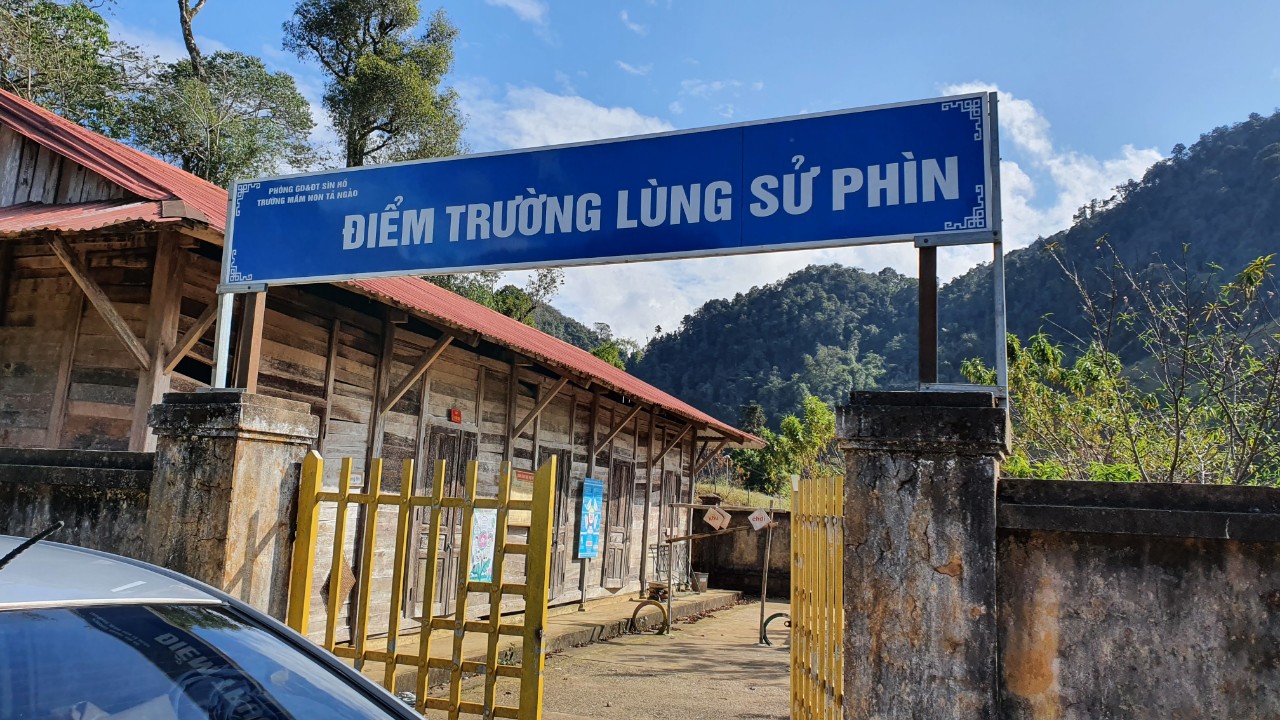 PHÒNG GD&ĐT SÌN HỒ
TRƯỜNG MẦM NON TẢ NGẢO
ĐIỂM TRƯỜNG LÙNG SỬ PHÌN